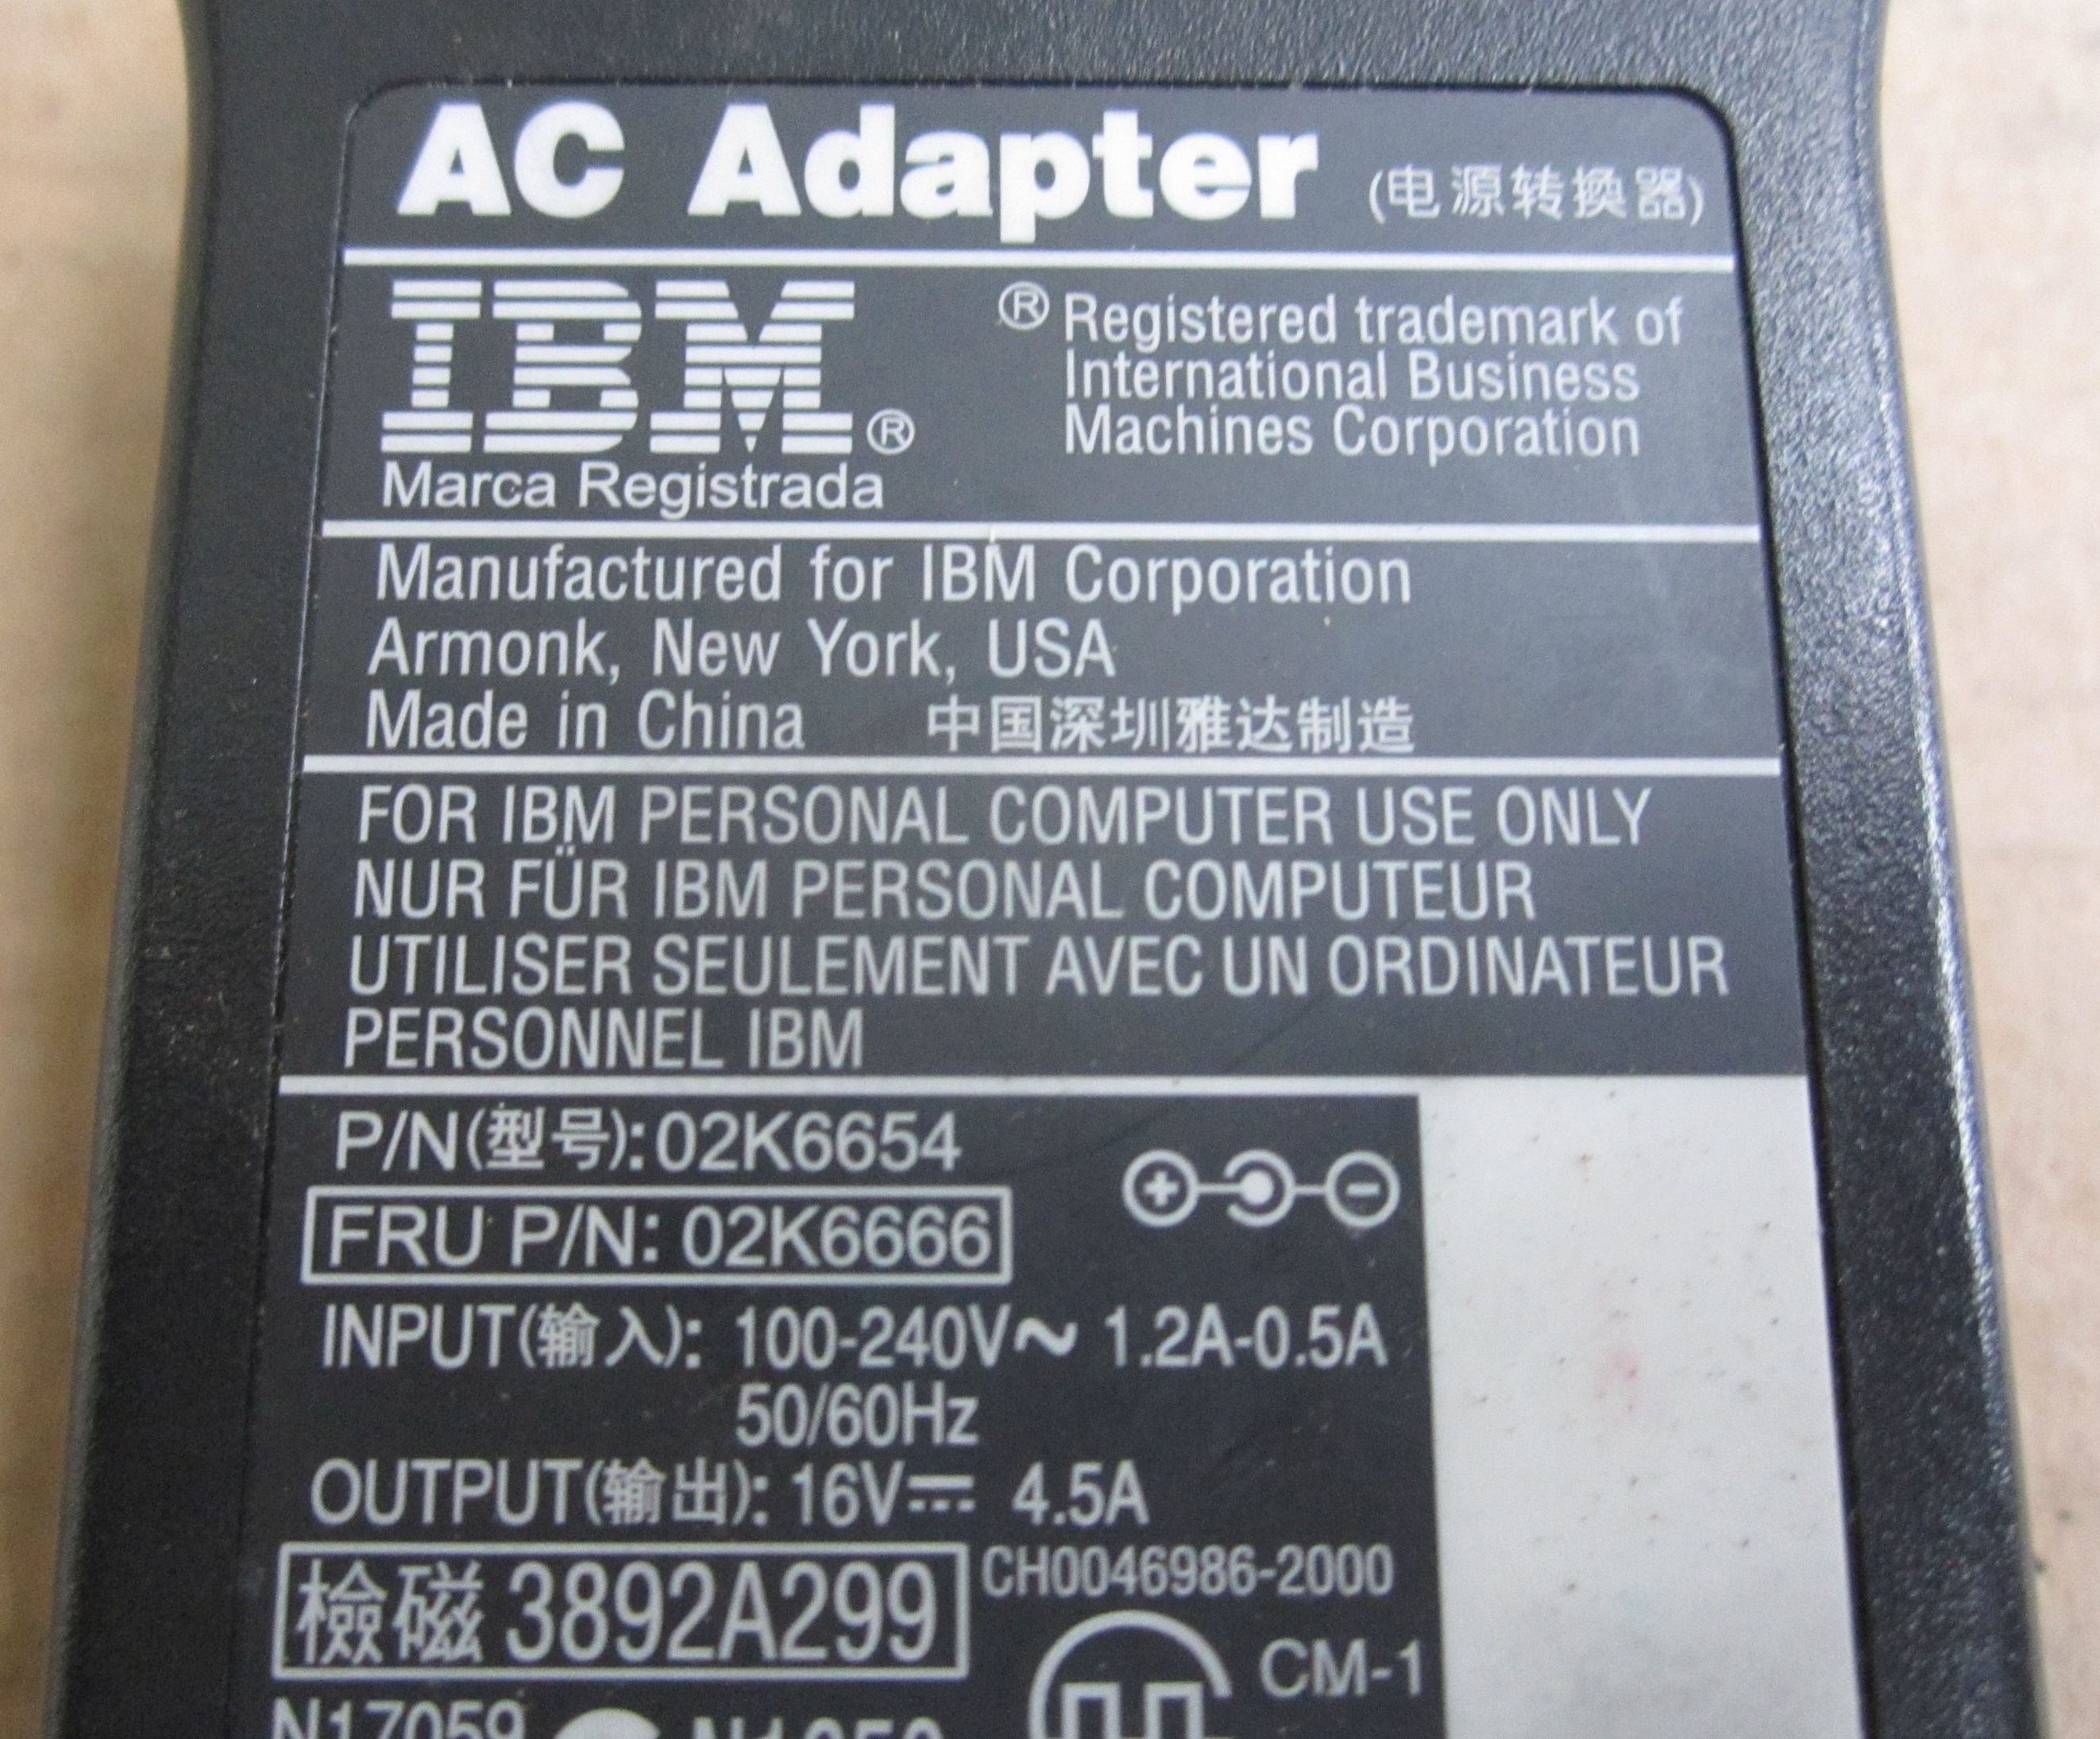 AC Adapter (电源转换器)
IBM®
Marca Registrada
® Registered trademark of
International Business
Machines Corporation
Manufactured for IBM Corporation
Armonk, New York, USA
Made in China 中国深圳雅达制造
FOR IBM PERSONAL COMPUTER USE ONLY
NUR FÜR IBM PERSONAL COMPUTEUR
UTILISER SEULEMENT AVEC UN ORDINATEUR
PERSONNEL IBM
P/N(型号):02K6654
FRU P/N: 02K6666
INPUT(输入): 100-240V~ 1.2A-0.5A
50/60Hz
OUTPUT(输出): 16V⎓ 4.5A
檢磁 3892A299
CH0046986-2000
CM-1
N17059